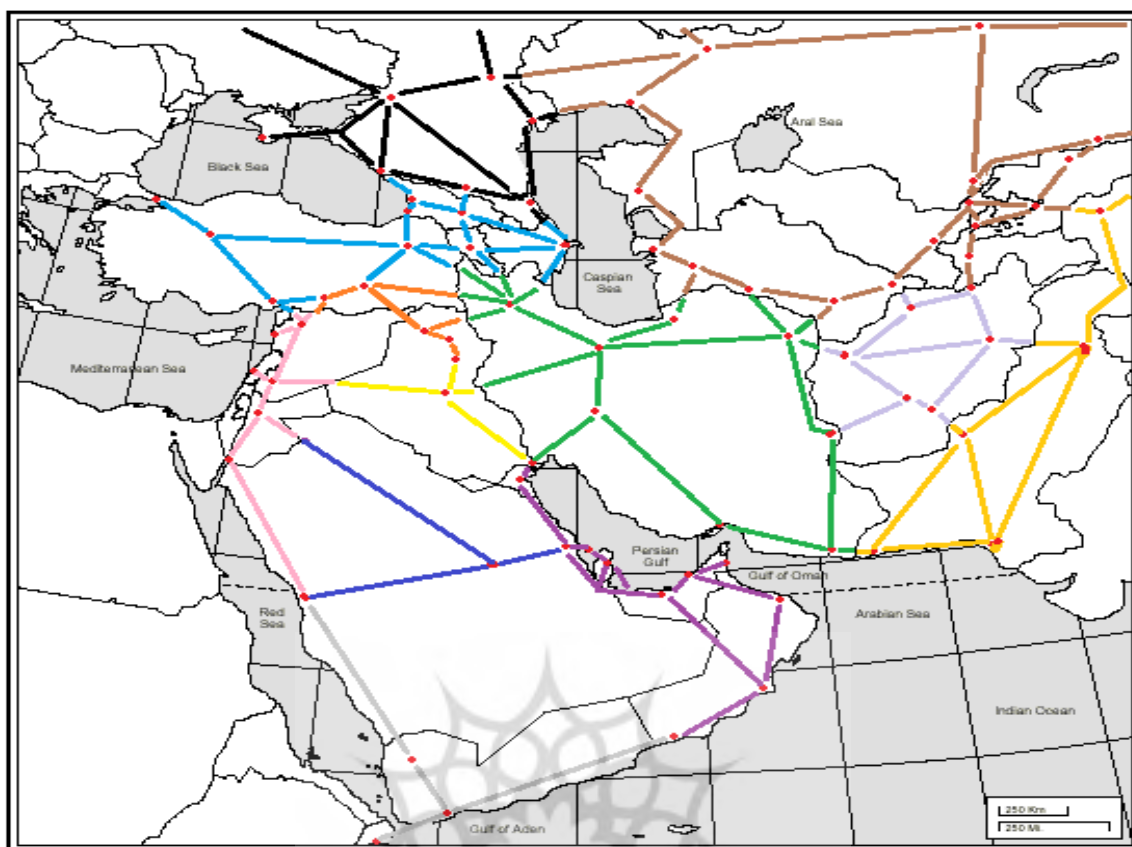 Aral Sea
Black Sea
Caspian
Sea
Mediterranean Sea
Persian
Gulf
Gulf of Oman
Red
Sea
Arabian Sea
Indian Ocean
250 Km.
250 Mi.
Gulf of Aden